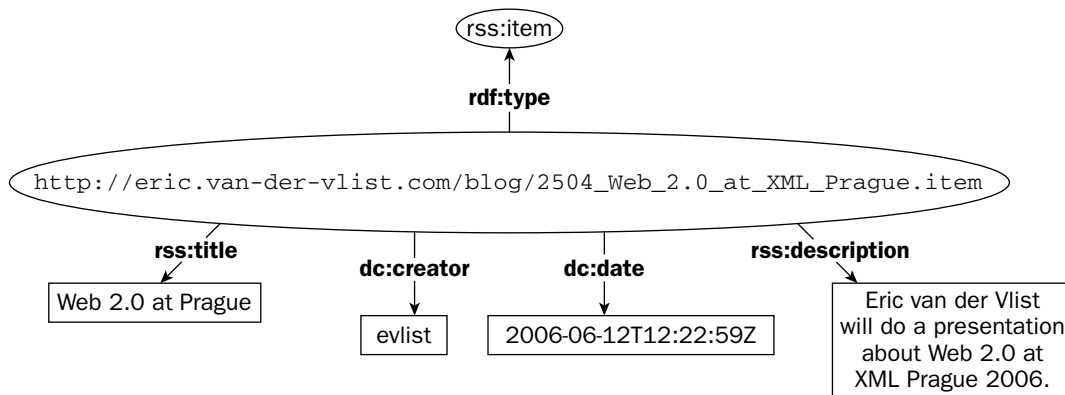 rss:item
rdf:type
http://eric.van-der-vlist.com/blog/2504_Web_2.0_at_XML_Prague.item
rss:title
dc:creator
dc:date
rss:description
Web 2.0 at Prague
evlist
2006-06-12T12:22:59Z
Eric van der Vlist
will do a presentation
about Web 2.0 at
XML Prague 2006.